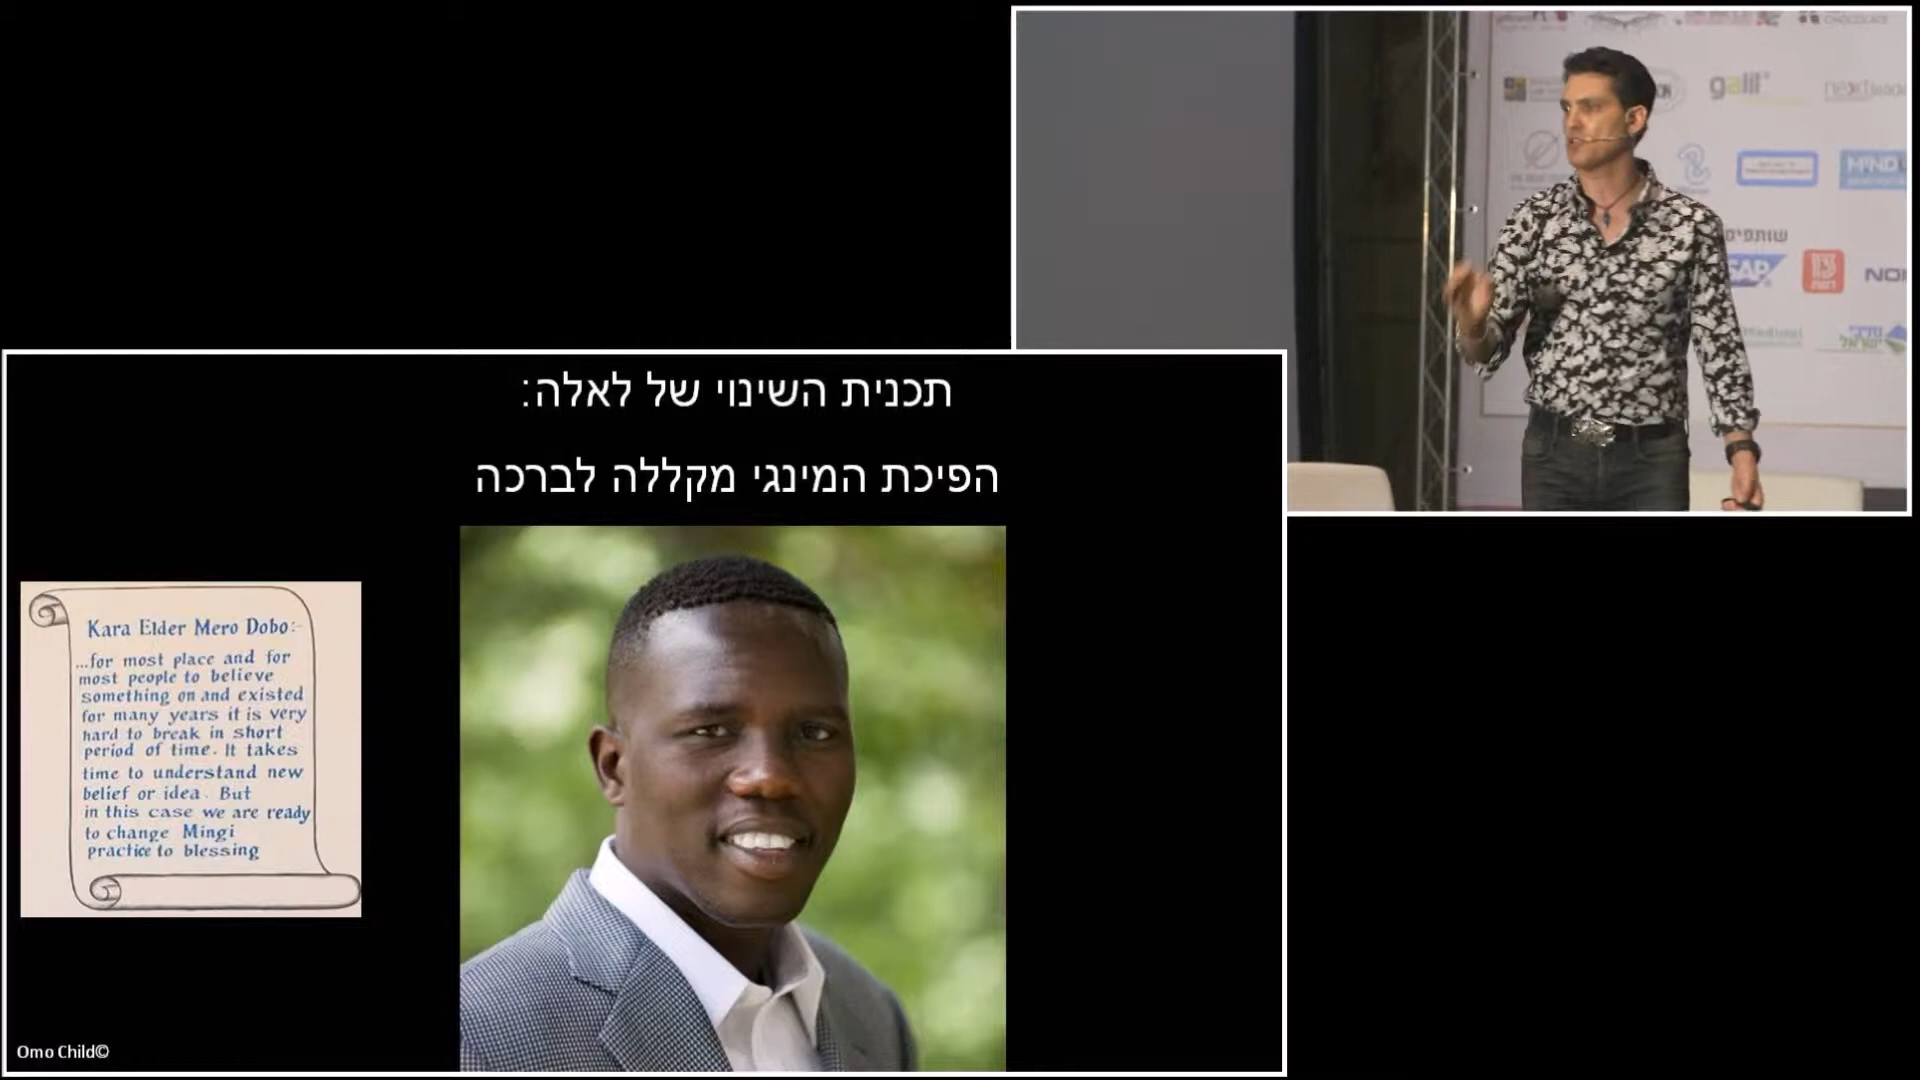 תכנית השינוי של לאלה:
הפיכת המינגי מקללה לברכה
Kara Elder Mero Dobo:-
...for most place and for
most people to believe
something on and existed
for many years it is very
hard to break in short
period of time. It takes
time to understand new
belief or idea. But
in this case we are ready
to change Mingi
practice to blessing
Omo Child©
CHOCOLATE
galil
שותפים
SAP